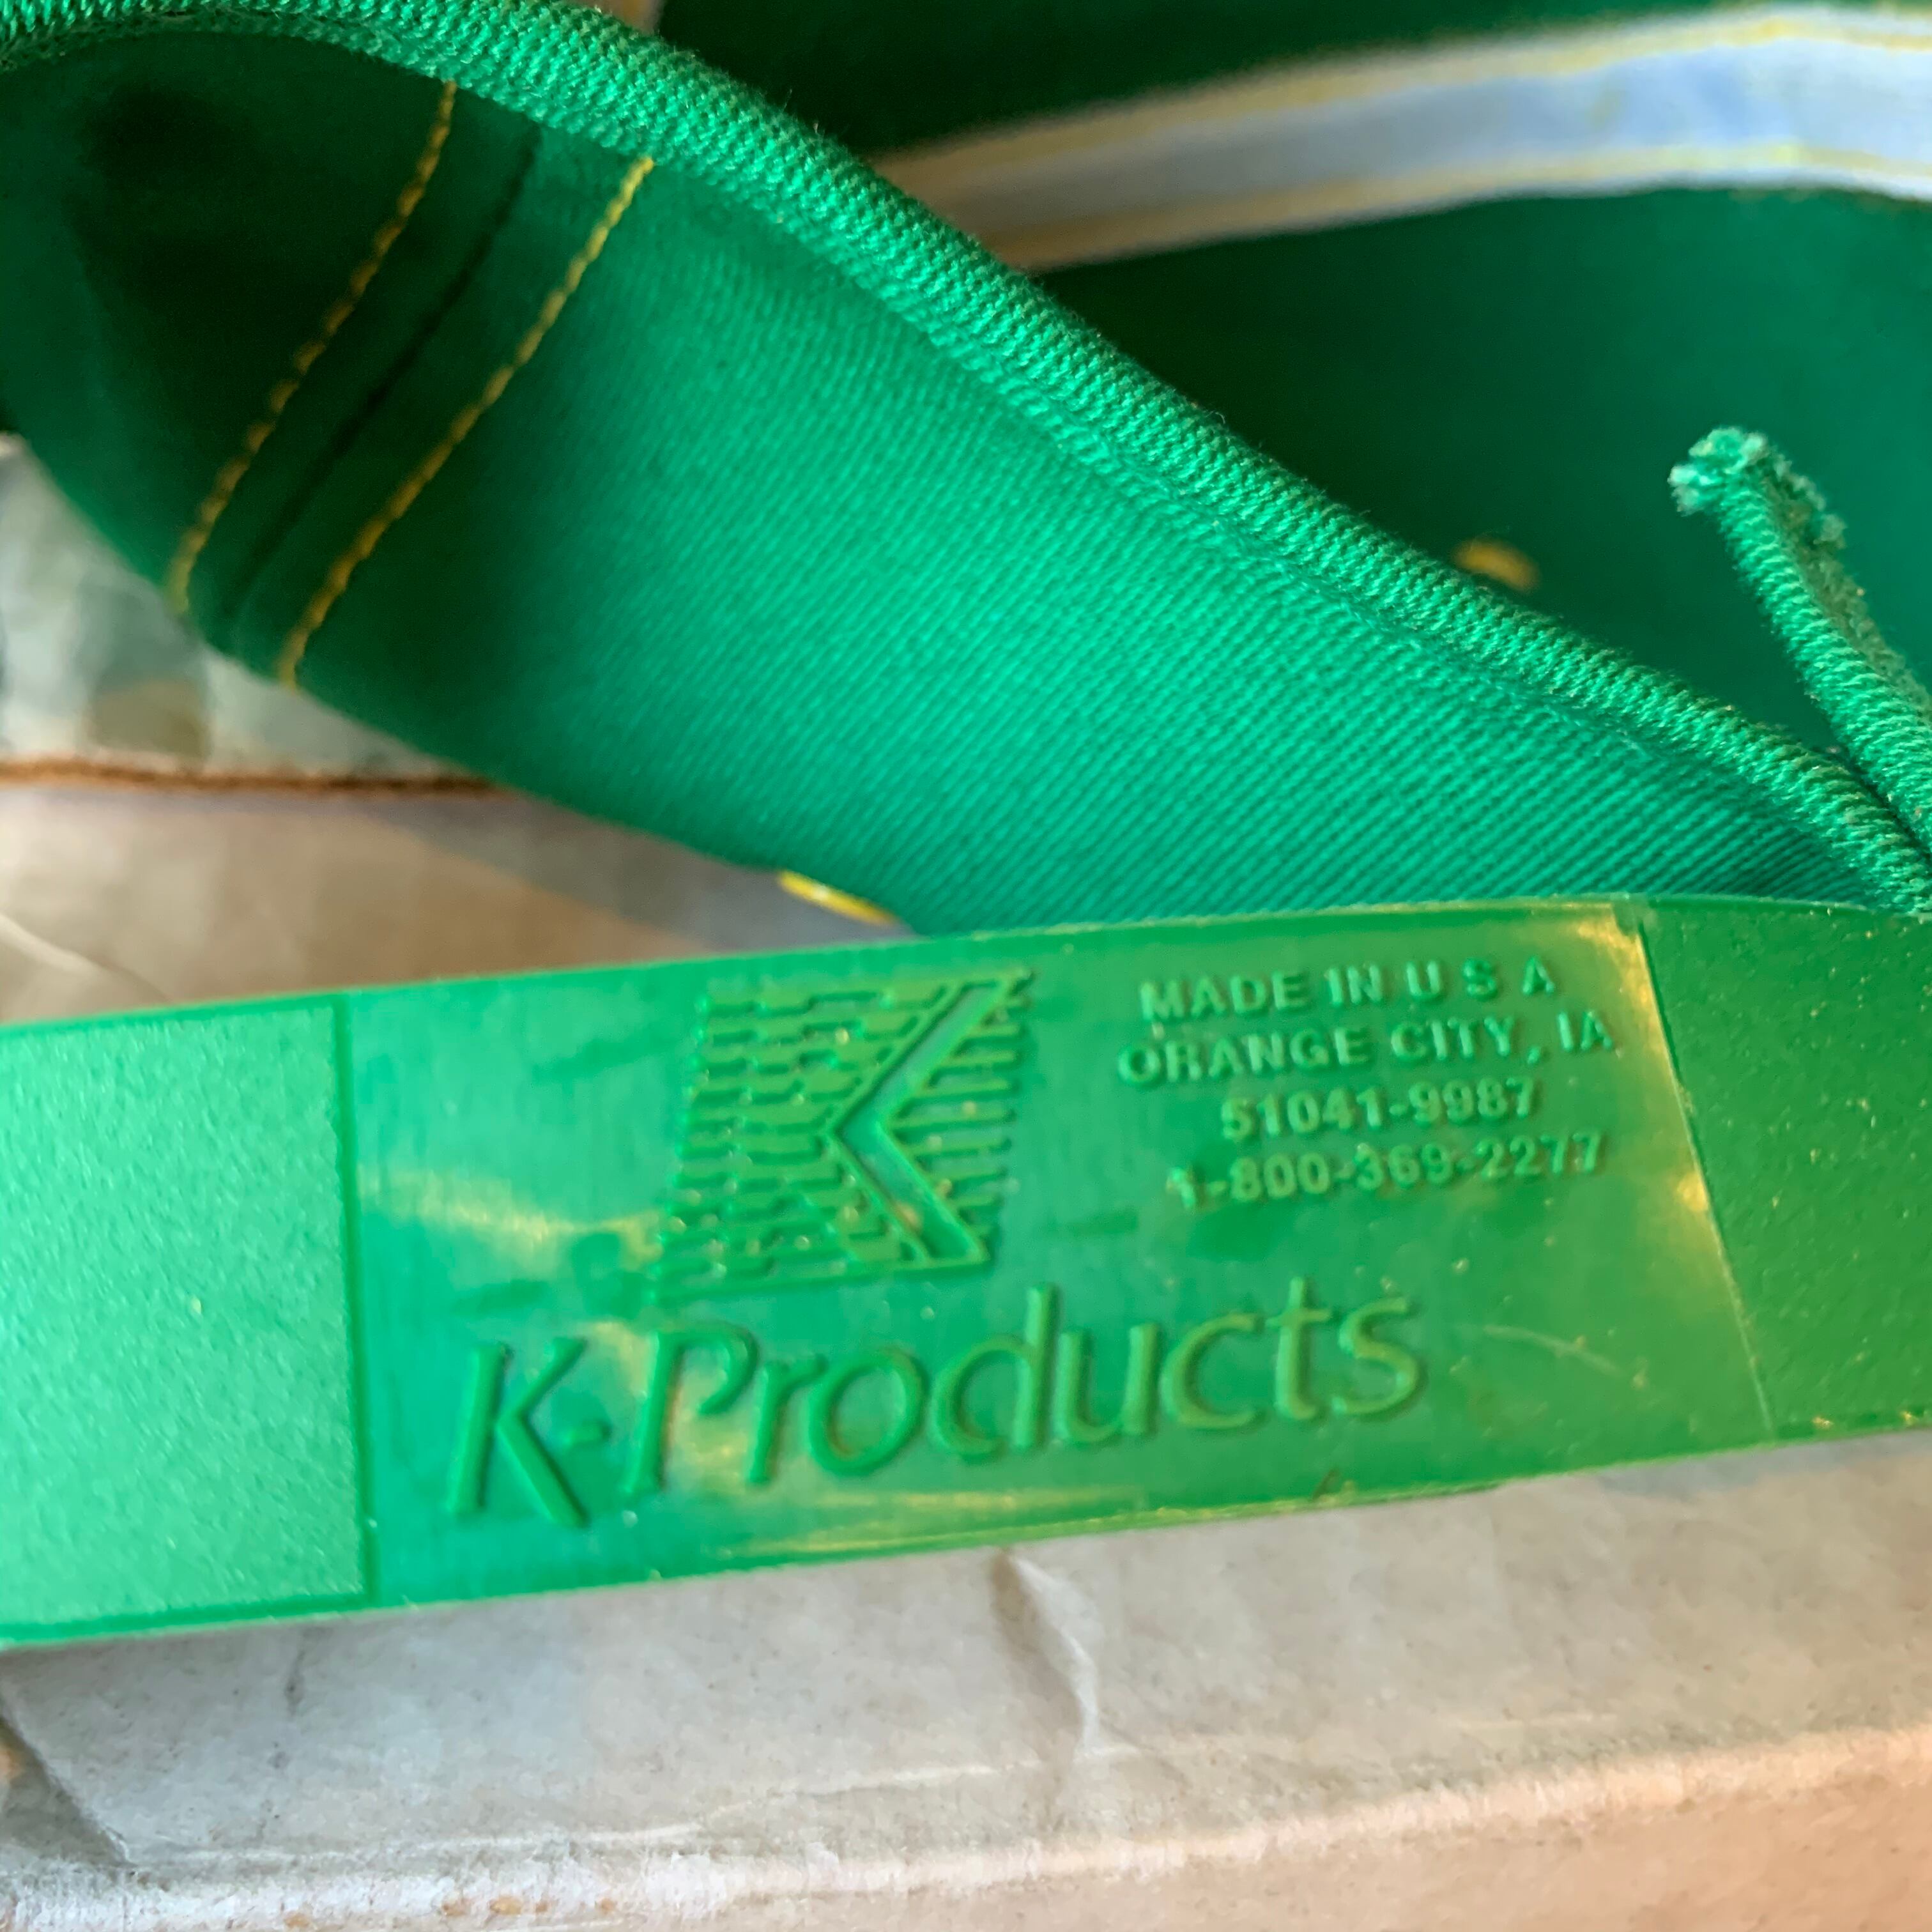 MADE IN U S A
ORANGE CITY, IA
51041-9987
1-800-369-2277
K-Products